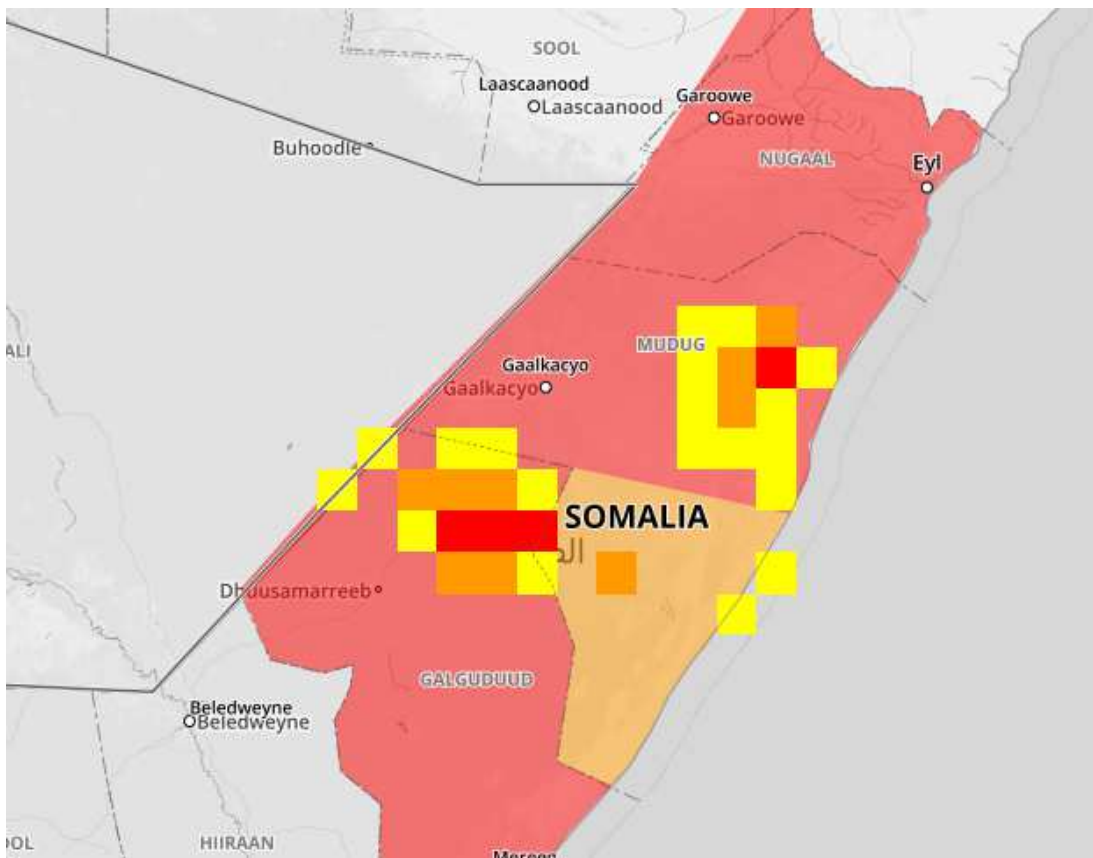 SOOL
Laascaanood
Laascaanood
Garoowe
Garoowe
Buhoodle
NUGAAL
Eyl
MUDUG
Gaalkacyo
Gaalkacyo
SOMALIA
Dhuusamarreeb
GALGUDUUD
Beledweyne
Beledweyne
HIIRAAN